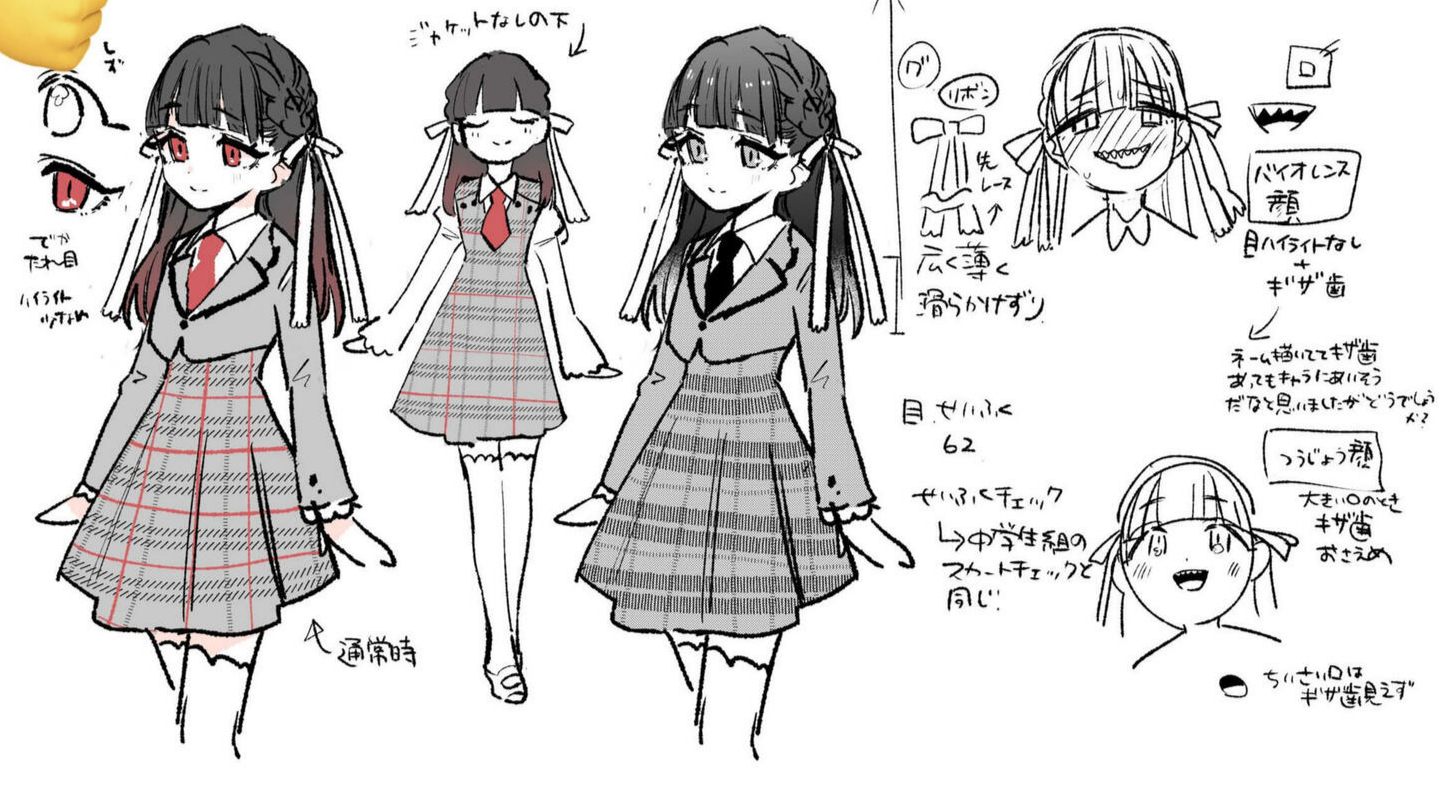 ジャケットなしの下
しず
でか
たれ目
ハイライト
少なめ
通常時
グ
リボン
先
レース
広く薄く
滑らかけずり
目、せいふく
62
せいふくチェック
↳中学生組の
スカートチェックと
同じ!
バイオレンス
顔
目ハイライトなし
+
ギザ歯
ネーム描いててギザ歯
あってもキャラにあいそう
だなと思いましたがどうでしょう
か?
つうじょう顔
大きい口のとき
ギザ歯
おさえめ
ちいさい口は
ギザ歯見えず